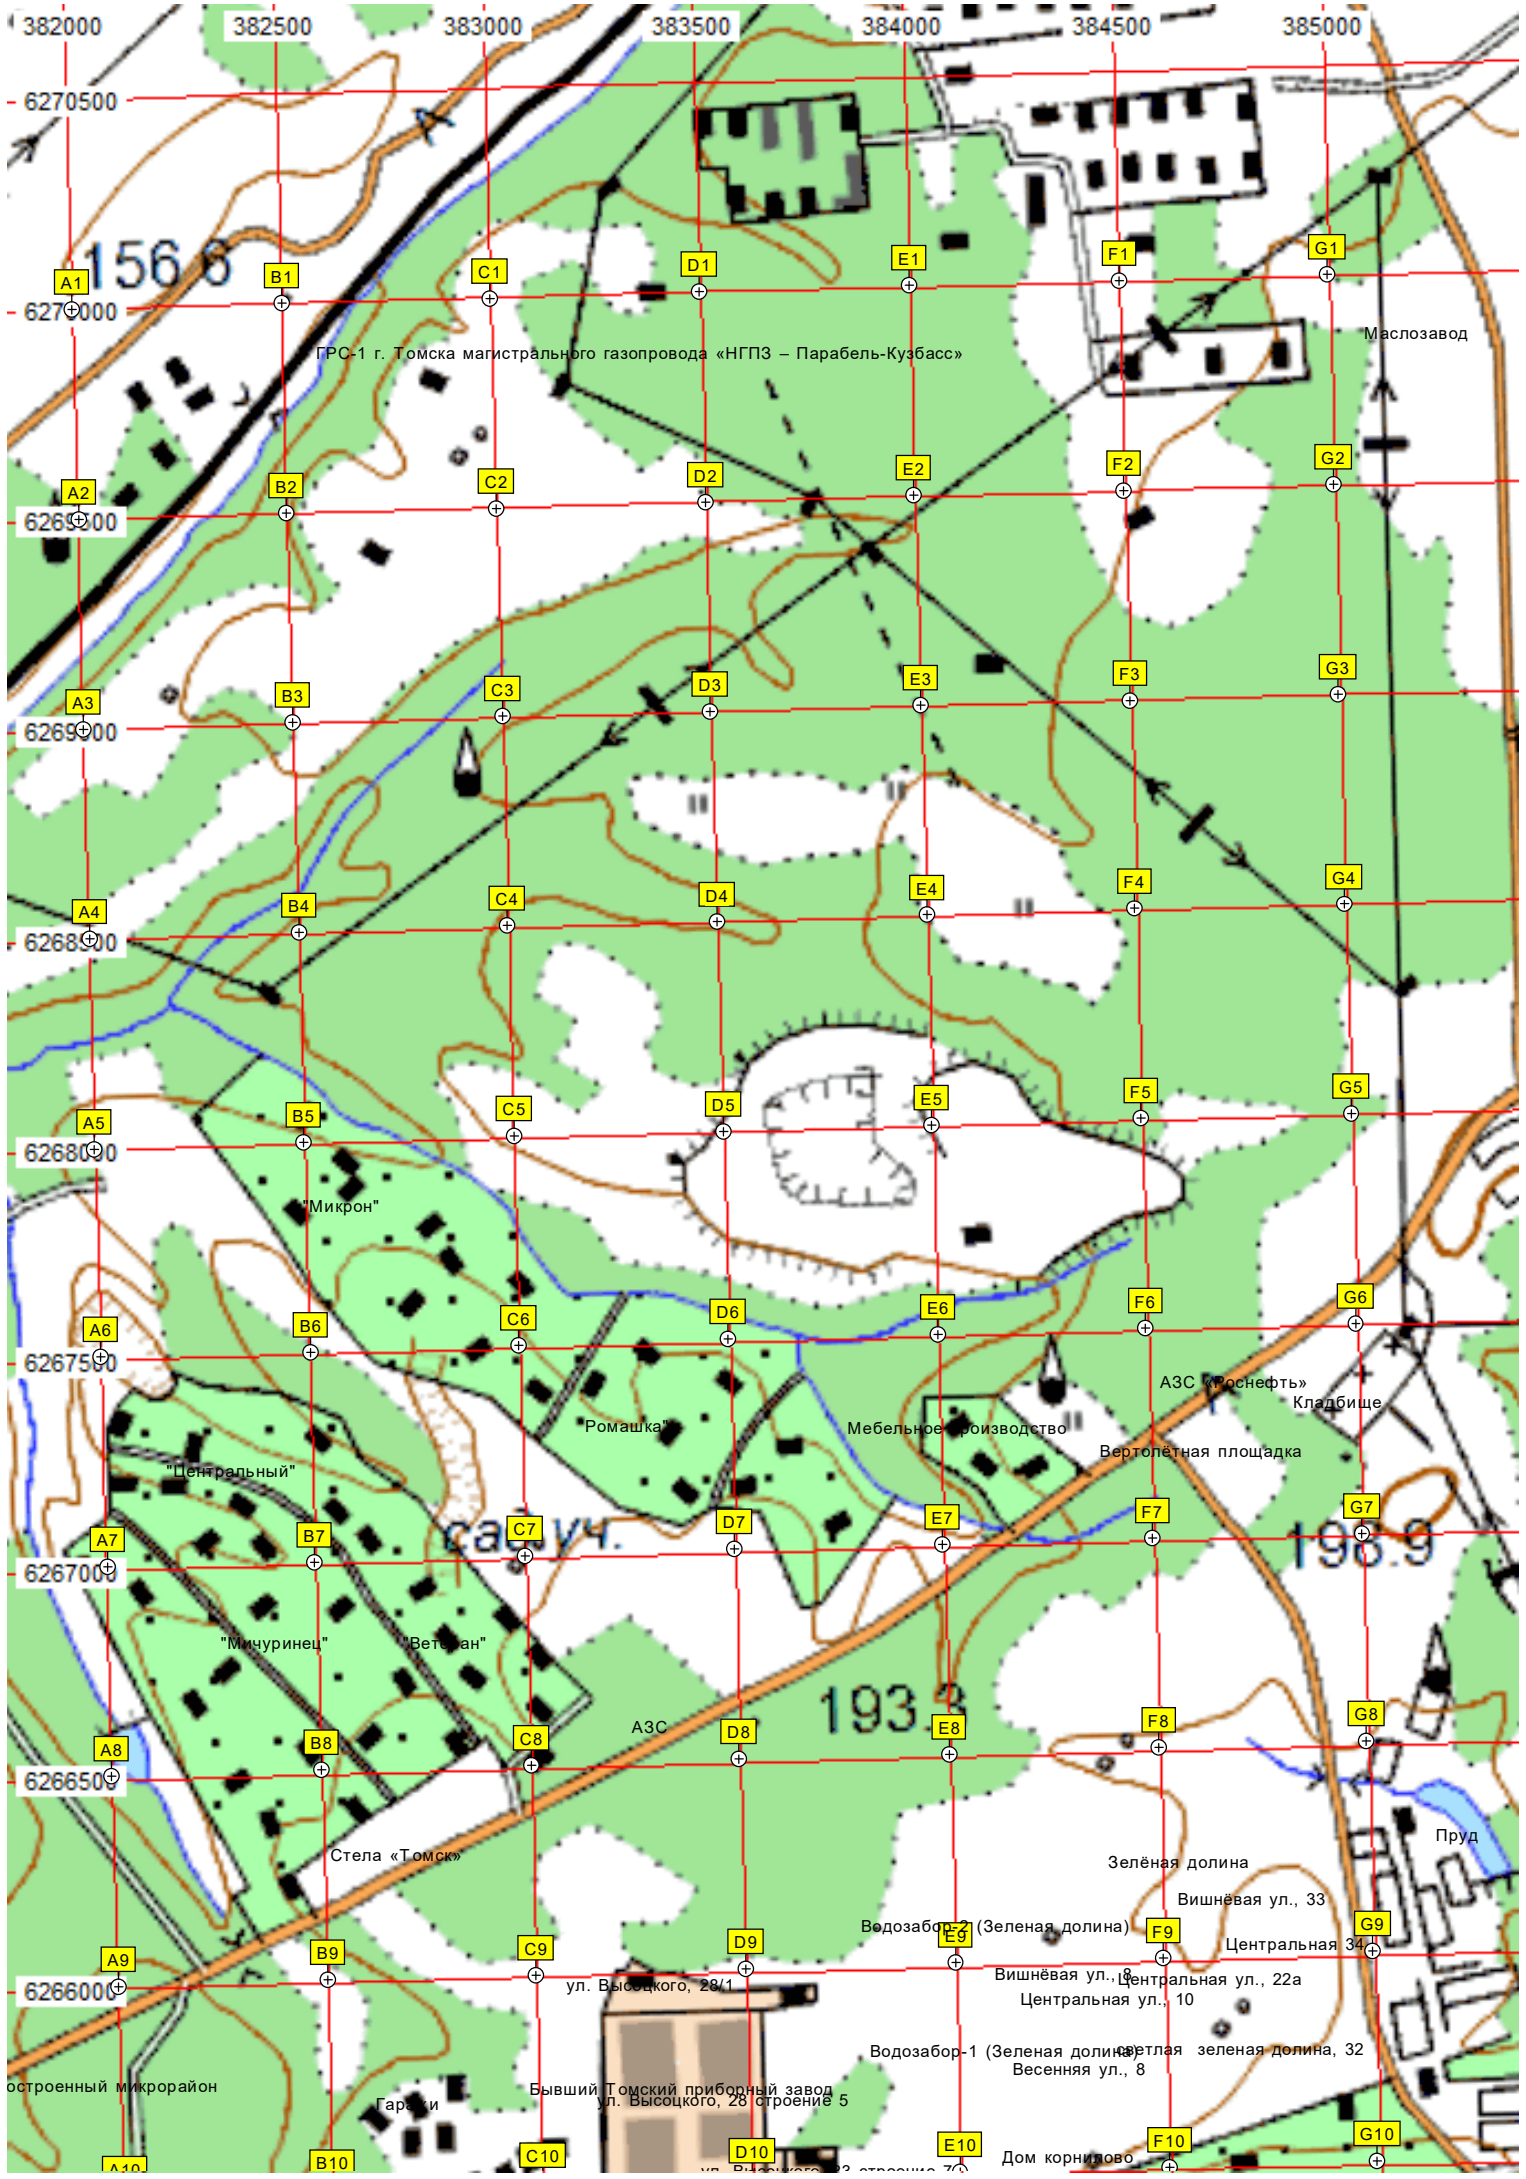 382000 382500 383000 383500 384000 384500 385000
6270500
156.6
A1 B1 C1 D1 E1 F1 G1
Маслозавод
ГРС-1 г. Томска магистрального газопровода «НГПЗ – Парабель-Кузбасс»
A2 B2 C2 D2 E2 F2 G2
A3 B3 C3 D3 E3 F3 G3
A4 B4 C4 D4 E4 F4 G4
A5 B5 C5 D5 E5 F5 G5
"Микрон"
A6 B6 C6 D6 E6 F6 G6
АЗС «Роснефть»
Кладбище
Ромашка"
Мебельное производство
Вертолётная площадка
"Центральный"
сад.уч.
A7 B7 C7 D7 E7 F7 G7
198.9
"Мичуринец" "Ветеран"
193.3
АЗС
A8 B8 C8 D8 E8 F8 G8
Пруд
Стела «Томск»
Зелёная долина
Вишнёвая ул., 33
Водозабор-2 (Зеленая долина)
Центральная 34
A9 B9 C9 D9 E9 F9 G9
ул. Высоцкого, 28/1
Вишнёвая ул., 8
Центральная ул., 22а
Центральная ул., 10
Водозабор-1 (Зеленая долина)
светлая зеленая долина, 32
Весенняя ул., 8
остроенный микрорайон
Бывший Томский приборный завод
ул. Высоцкого, 28 строение 5
Гаражи
Дом корнилово
A10 B10 C10 D10 E10 F10 G10